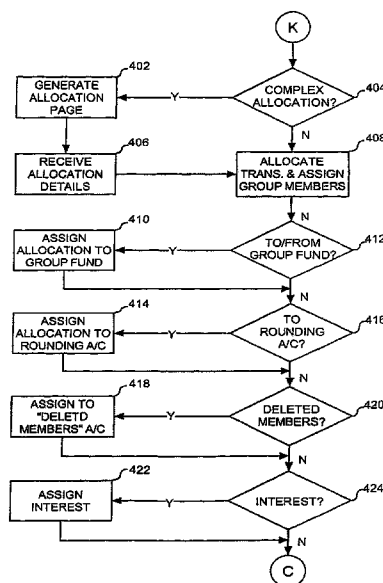 K
402
GENERATE
ALLOCATION
PAGE
Y
COMPLEX
ALLOCATION?
404
N
406
RECEIVE
ALLOCATION
DETAILS
408
ALLOCATE
TRANS. & ASSIGN
GROUP MEMBERS
N
410
ASSIGN
ALLOCATION TO
GROUP FUND
Y
TO/FROM
GROUP FUND?
412
N
414
ASSIGN
ALLOCATION TO
ROUNDING A/C
Y
TO
ROUNDING
A/C?
416
N
418
ASSIGN TO
"DELETD
MEMBERS" A/C
Y
DELETED
MEMBERS?
420
N
422
ASSIGN
INTEREST
Y
INTEREST?
424
N
C